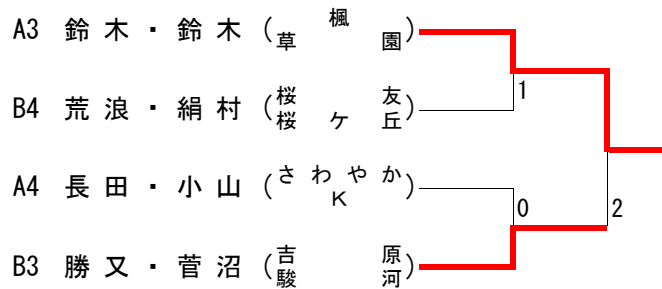 A3 鈴木・鈴木 (楓
草園)
1
B4 荒浪・絹村 (桜友
桜ケ丘)
A4 長田・小山 (さわやか
K)
0 2
B3 勝又・菅沼 (吉原
駿河)